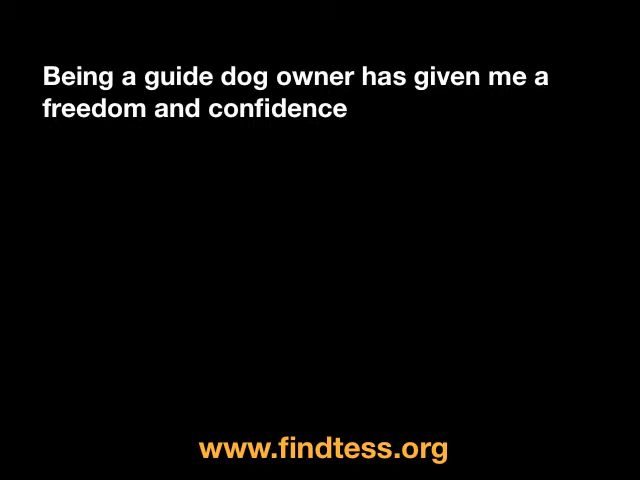 Being a guide dog owner has given me a
freedom and confidence
www.findtess.org